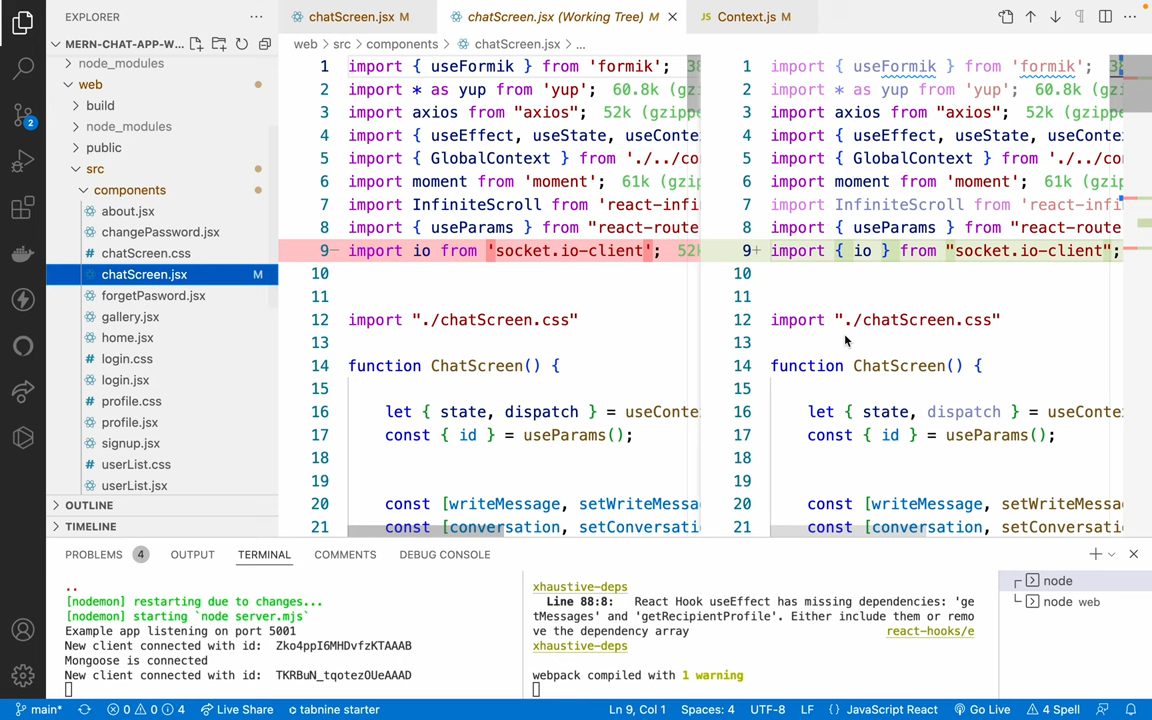 EXPLORER
MERN-CHAT-APP-W...
node_modules
web
build
node_modules
public
src
components
about.jsx
changePassword.jsx
chatScreen.css
chatScreen.jsx M
forgetPasword.jsx
gallery.jsx
home.jsx
login.css
login.jsx
profile.css
profile.jsx
signup.jsx
userList.css
userList.jsx
OUTLINE
TIMELINE
2
chatScreen.jsx M
chatScreen.jsx (Working Tree) M
JS Context.js M
web > src > components > chatScreen.jsx > ...
1 import { useFormik } from 'formik'; 38
2 import * as yup from 'yup'; 60.8k (gz
3 import axios from "axios"; 52k (gzippe
4 import { useEffect, useState, useConte
5 import { GlobalContext } from './../co
6 import moment from 'moment'; 61k (gzip
7 import InfiniteScroll from 'react-infi
8 import { useParams } from "react-route
9- import io from 'socket.io-client'; 52k
10
11
12 import "./chatScreen.css"
13
14 function ChatScreen() {
15
16 let { state, dispatch } = useConte
17 const { id } = useParams();
18
19
20 const [writeMessage, setWriteMessa
21 const [conversation, setConversati
1 import { useFormik } from 'formik'; 38
2 import * as yup from 'yup'; 60.8k (gz
3 import axios from "axios"; 52k (gzippe
4 import { useEffect, useState, useConte
5 import { GlobalContext } from './../co
6 import moment from 'moment'; 61k (gzip
7 import InfiniteScroll from 'react-infi
8 import { useParams } from "react-route
9+ import { io } from "socket.io-client";
10
11
12 import "./chatScreen.css"
13
14 function ChatScreen() {
15
16 let { state, dispatch } = useConte
17 const { id } = useParams();
18
19
20 const [writeMessage, setWriteMessa
21 const [conversation, setConversati
PROBLEMS 4 OUTPUT TERMINAL COMMENTS DEBUG CONSOLE
..
[nodemon] restarting due to changes...
[nodemon] starting `node server.mjs`
Example app listening on port 5001
New client connected with id: Zko4ppI6MHDvfzKTAAAB
Mongoose is connected
New client connected with id: TKRBuN_tqotezOUeAAAD
xhaustive-deps
Line 88:8: React Hook useEffect has missing dependencies: 'ge
tMessages' and 'getRecipientProfile'. Either include them or remo
ve the dependency array react-hooks/e
xhaustive-deps
webpack compiled with 1 warning
node
node web
main* 0 0 4 Live Share tabnine starter Ln 9, Col 1 Spaces: 4 UTF-8 LF {} JavaScript React Go Live 4 Spell